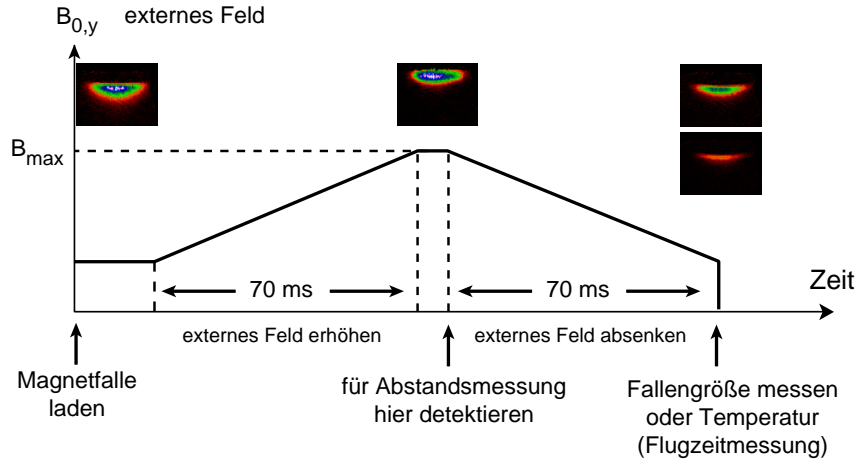 B0,y externes Feld
Bmax
Zeit
70 ms
70 ms
externes Feld erhöhen
externes Feld absenken
Magnetfalle
laden
für Abstandsmessung
hier detektieren
Fallengröße messen
oder Temperatur
(Flugzeitmessung)